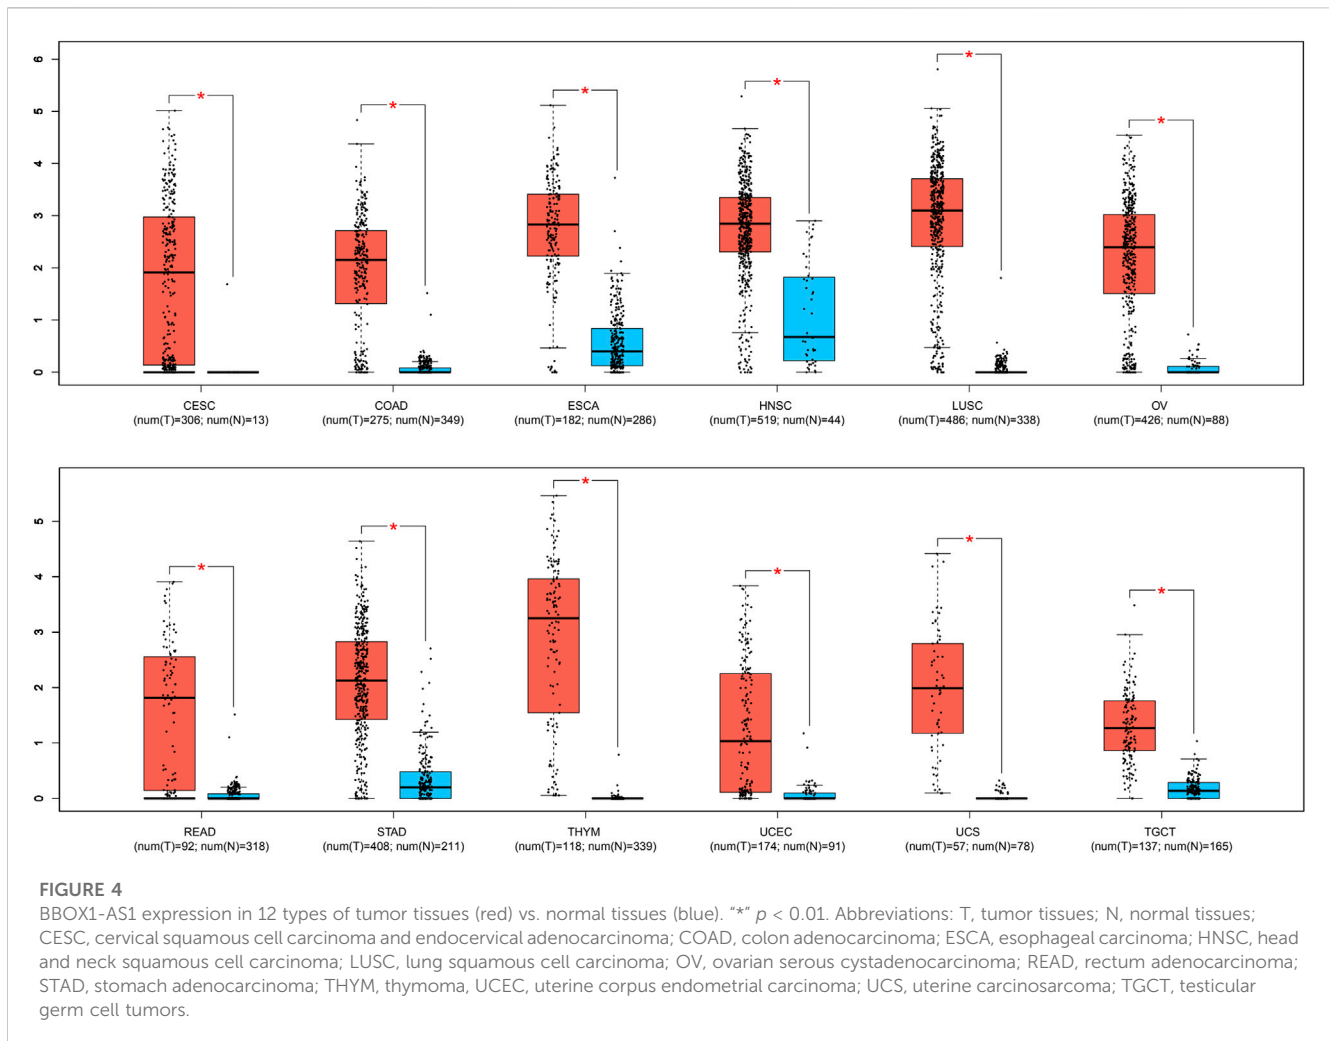 6
5
4
3
2
1
0
*
*
*
*
*
*
CESC
COAD
ESCA
HNSC
LUSC
OV
(num(T)=306; num(N)=13)
(num(T)=275; num(N)=349)
(num(T)=182; num(N)=286)
(num(T)=519; num(N)=44)
(num(T)=486; num(N)=338)
(num(T)=426; num(N)=88)
5
4
3
2
1
0
*
*
*
*
*
*
READ
STAD
THYM
UCEC
UCS
TGCT
(num(T)=92; num(N)=318)
(num(T)=408; num(N)=211)
(num(T)=118; num(N)=339)
(num(T)=174; num(N)=91)
(num(T)=57; num(N)=78)
(num(T)=137; num(N)=165)
FIGURE 4
BBOX1-AS1 expression in 12 types of tumor tissues (red) vs. normal tissues (blue). “*” p < 0.01. Abbreviations: T, tumor tissues; N, normal tissues;
CESC, cervical squamous cell carcinoma and endocervical adenocarcinoma; COAD, colon adenocarcinoma; ESCA, esophageal carcinoma; HNSC, head
and neck squamous cell carcinoma; LUSC, lung squamous cell carcinoma; OV, ovarian serous cystadenocarcinoma; READ, rectum adenocarcinoma;
STAD, stomach adenocarcinoma; THYM, thymoma, UCEC, uterine corpus endometrial carcinoma; UCS, uterine carcinosarcoma; TGCT, testicular
germ cell tumors.